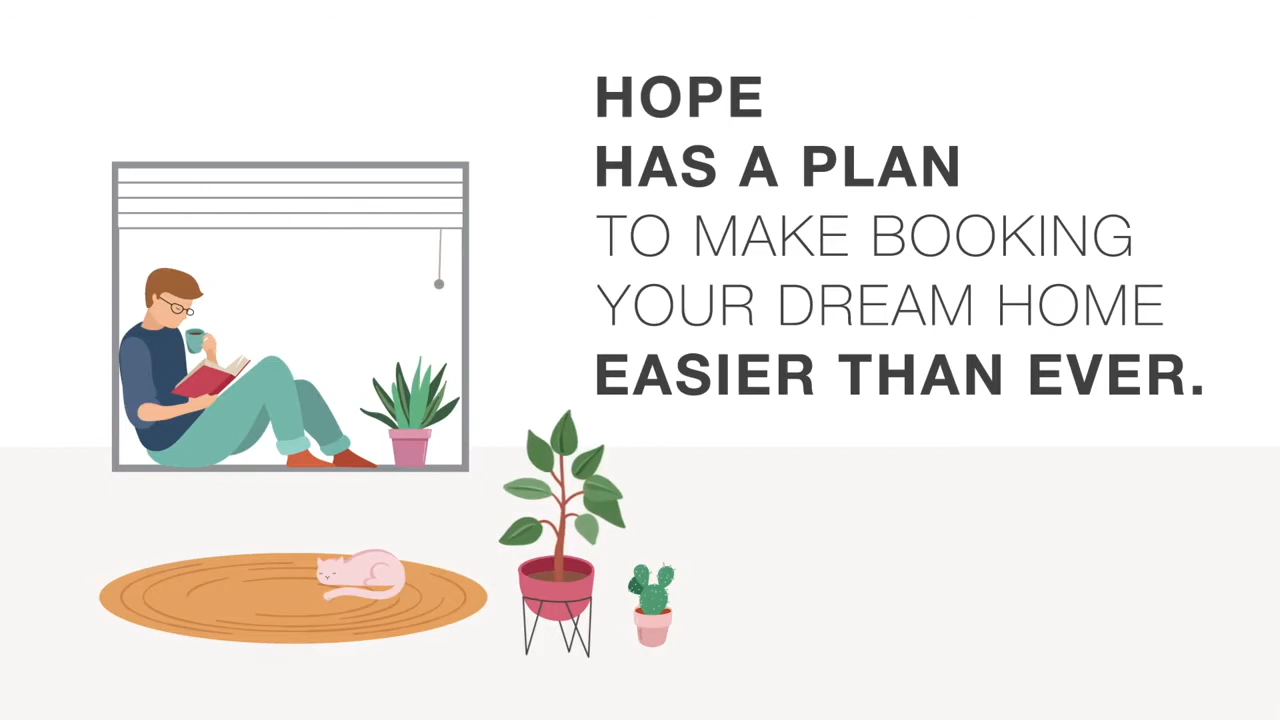 HOPE
HAS A PLAN
TO MAKE BOOKING
YOUR DREAM HOME
EASIER THAN EVER.